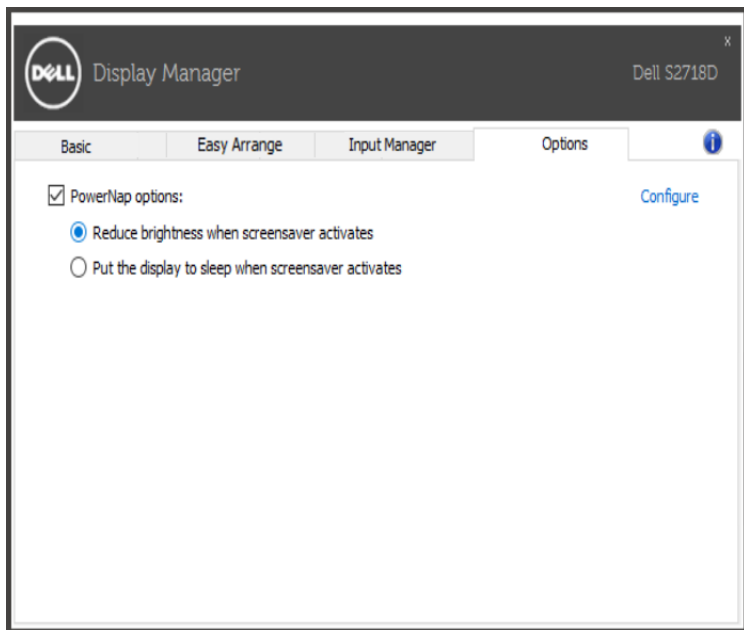 x
DELL Display Manager Dell S2718D
Basic Easy Arrange Input Manager Options i
PowerNap options: Configure
Reduce brightness when screensaver activates
Put the display to sleep when screensaver activates